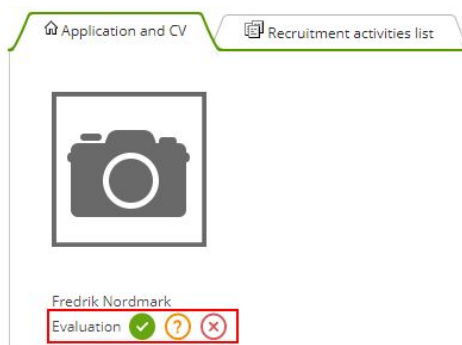 Application and CV
Recruitment activities list
Fredrik Nordmark
Evaluation